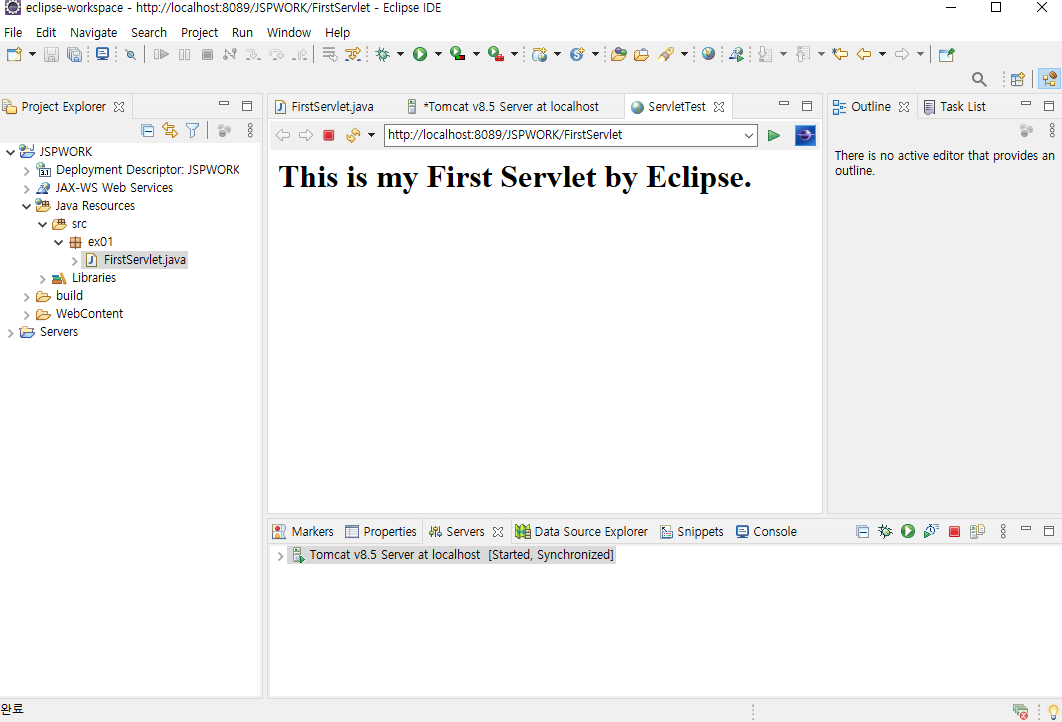 eclipse-workspace - http://localhost:8089/JSPWORK/FirstServlet - Eclipse IDE
File Edit Navigate Search Project Run Window Help
Project Explorer
JSPWORK
Deployment Descriptor: JSPWORK
JAX-WS Web Services
Java Resources
src
ex01
FirstServlet.java
Libraries
build
WebContent
Servers
FirstServlet.java *Tomcat v8.5 Server at localhost ServletTest
http://localhost:8089/JSPWORK/FirstServlet
This is my First Servlet by Eclipse.
Outline Task List
There is no active editor that provides an
outline.
Markers Properties Servers Data Source Explorer Snippets Console
Tomcat v8.5 Server at localhost [Started, Synchronized]
완료